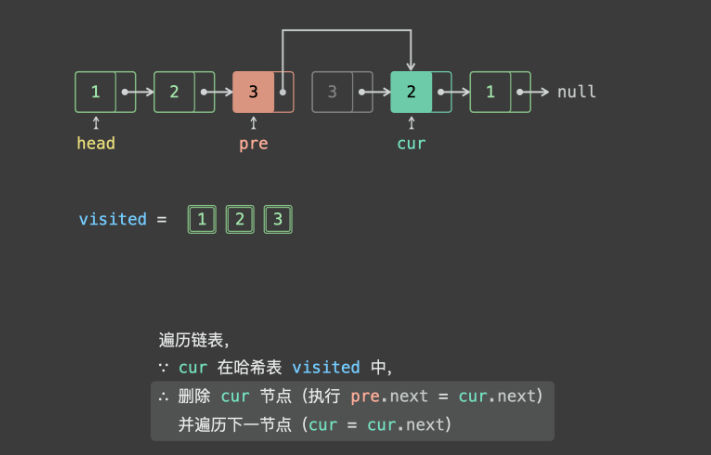 1 2 3 3 2 1 null
head pre cur
visited = 1 2 3
遍历链表，
∵ cur 在哈希表 visited 中，
∴ 删除 cur 节点（执行 pre.next = cur.next）
并遍历下一节点（cur = cur.next）